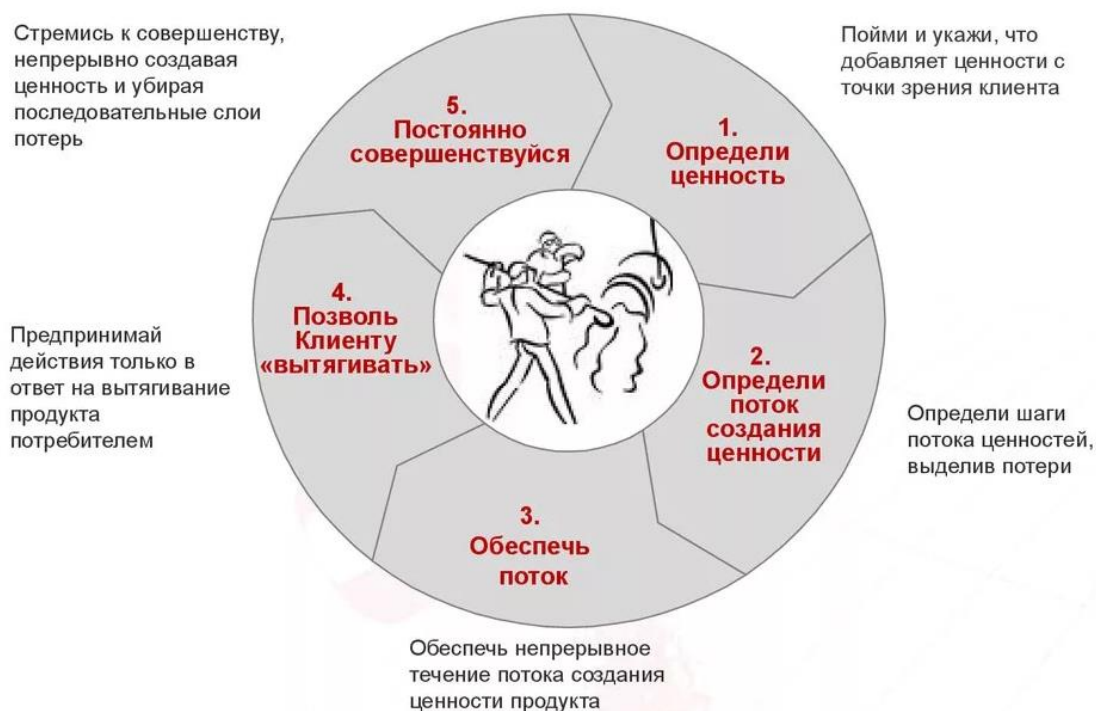 Стремись к совершенству,
непрерывно создавая
ценность и убирая
последовательные слои
потерь
Пойми и укажи, что
добавляет ценности с
точки зрения клиента
5.
Постоянно
совершенствуйся
1.
Определи
ценность
4.
Позволь
Клиенту
«вытягивать»
2.
Определи
поток
создания
ценности
Предпринимай
действия только в
ответ на вытягивание
продукта
потребителем
Определи шаги
потока ценностей,
выделив потери
3.
Обеспечь
поток
Обеспечь непрерывное
течение потока создания
ценности продукта